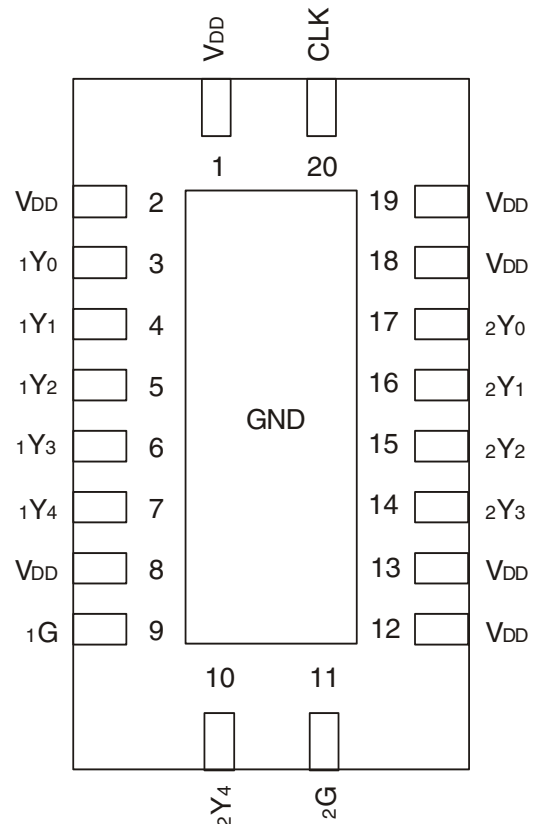 VDD CLK
1 20
VDD 2 19 VDD
1Y0 3 18 VDD
1Y1 4 17 2Y0
1Y2 5 16 2Y1
1Y3 6 15 2Y2
1Y4 7 14 2Y3
VDD 8 13 VDD
1G 9 12 VDD
GND
10 11
2Y4 2G